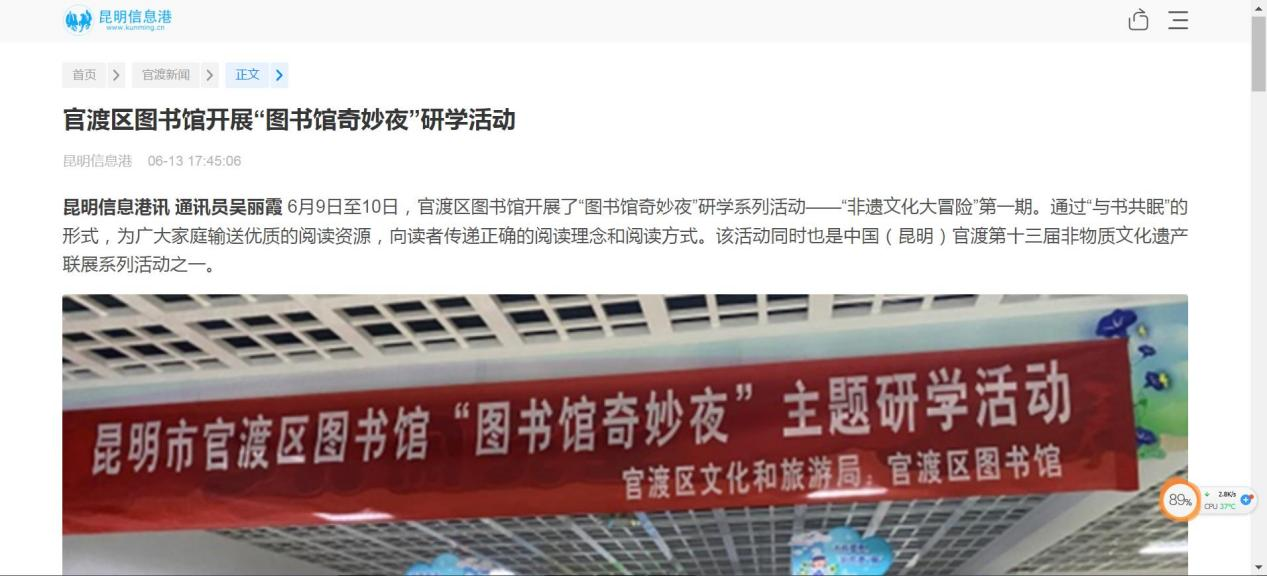 昆明信息港
www.kunming.cn
首页
官渡新闻
正文
官渡区图书馆开展“图书馆奇妙夜”研学活动
昆明信息港 06-13 17:45:06
昆明信息港讯 通讯员吴丽霞 6月9日至10日，官渡区图书馆开展了“图书馆奇妙夜”研学系列活动——“非遗文化大冒险”第一期。通过“与书共眠”的
形式，为广大家庭输送优质的阅读资源，向读者传递正确的阅读理念和阅读方式。该活动同时也是中国（昆明）官渡第十三届非物质文化遗产
联展系列活动之一。
昆明市官渡区图书馆“图书馆奇妙夜”主题研学活动
官渡区文化和旅游局；官渡区图书馆
89%
2.8K/s
CPU 37°C